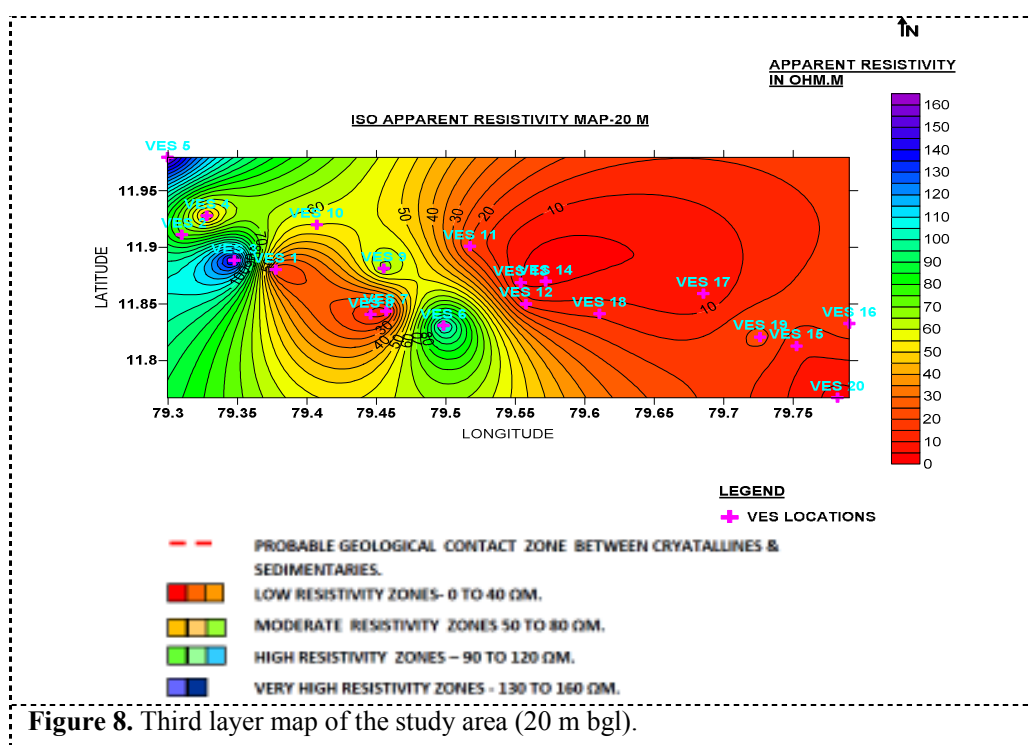 N
APPARENT RESISTIVITY
IN OHM.M
ISO APPARENT RESISTIVITY MAP-20 M
160
150
140
130
120
110
100
90
80
70
60
50
40
30
20
10
0
VES 5
VES 10
VES 11
VES 1
VES 9
VES 14
VES 12
VES 17
VES 18
VES 16
VES 19
VES 15
VES 6
VES 20
60
50
40
30
20
10
10
70
30
40
50
60
80
LATITUDE
11.95
11.9
11.85
11.8
79.3 79.35 79.4 79.45 79.5 79.55 79.6 79.65 79.7 79.75
LONGITUDE
LEGEND
VES LOCATIONS
PROBABLE GEOLOGICAL CONTACT ZONE BETWEEN CRYATALLINES &
SEDIMENTARIES.
LOW RESISTIVITY ZONES- 0 TO 40 ΩM.
MODERATE RESISTIVITY ZONES 50 TO 80 ΩM.
HIGH RESISTIVITY ZONES – 90 TO 120 ΩM.
VERY HIGH RESISTIVITY ZONES - 130 TO 160 ΩM.
Figure 8. Third layer map of the study area (20 m bgl).